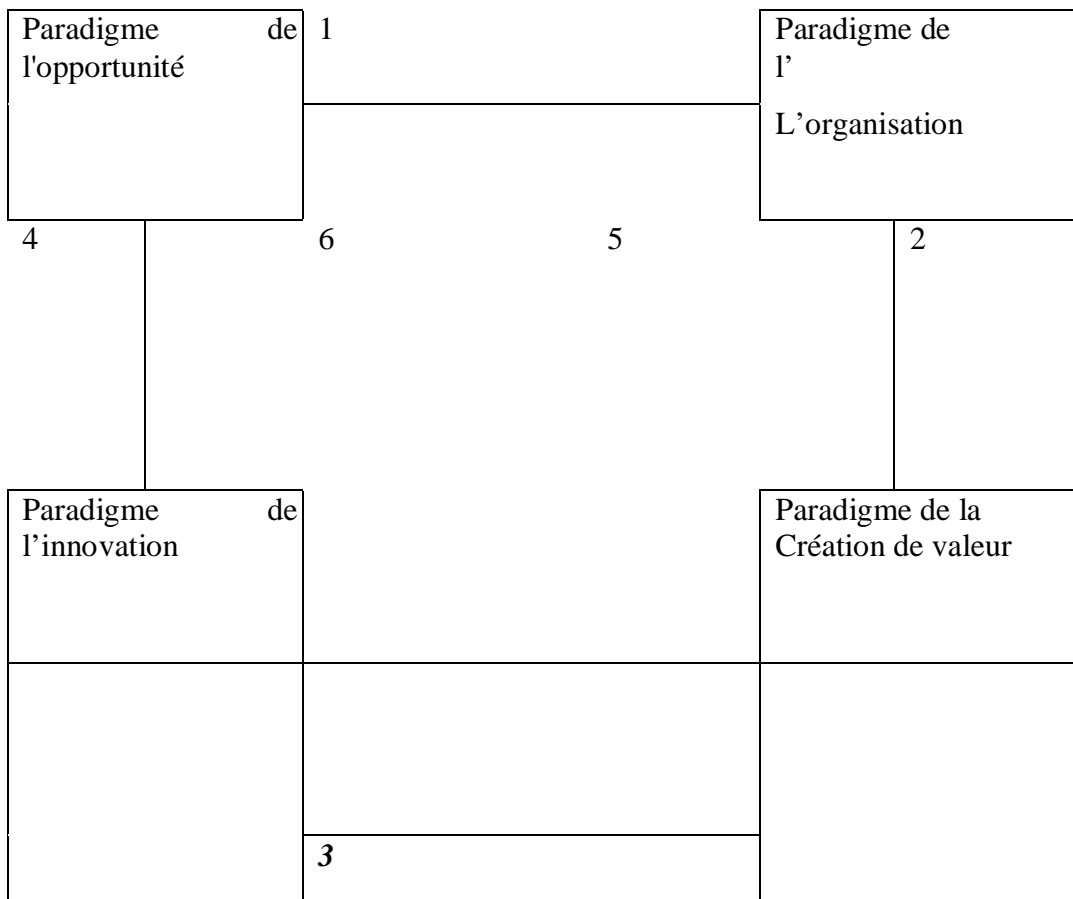 Paradigme de
l'opportunité
1
Paradigme de
l’
L’organisation
4
6
5
2
Paradigme de
l’innovation
Paradigme de la
Création de valeur
3